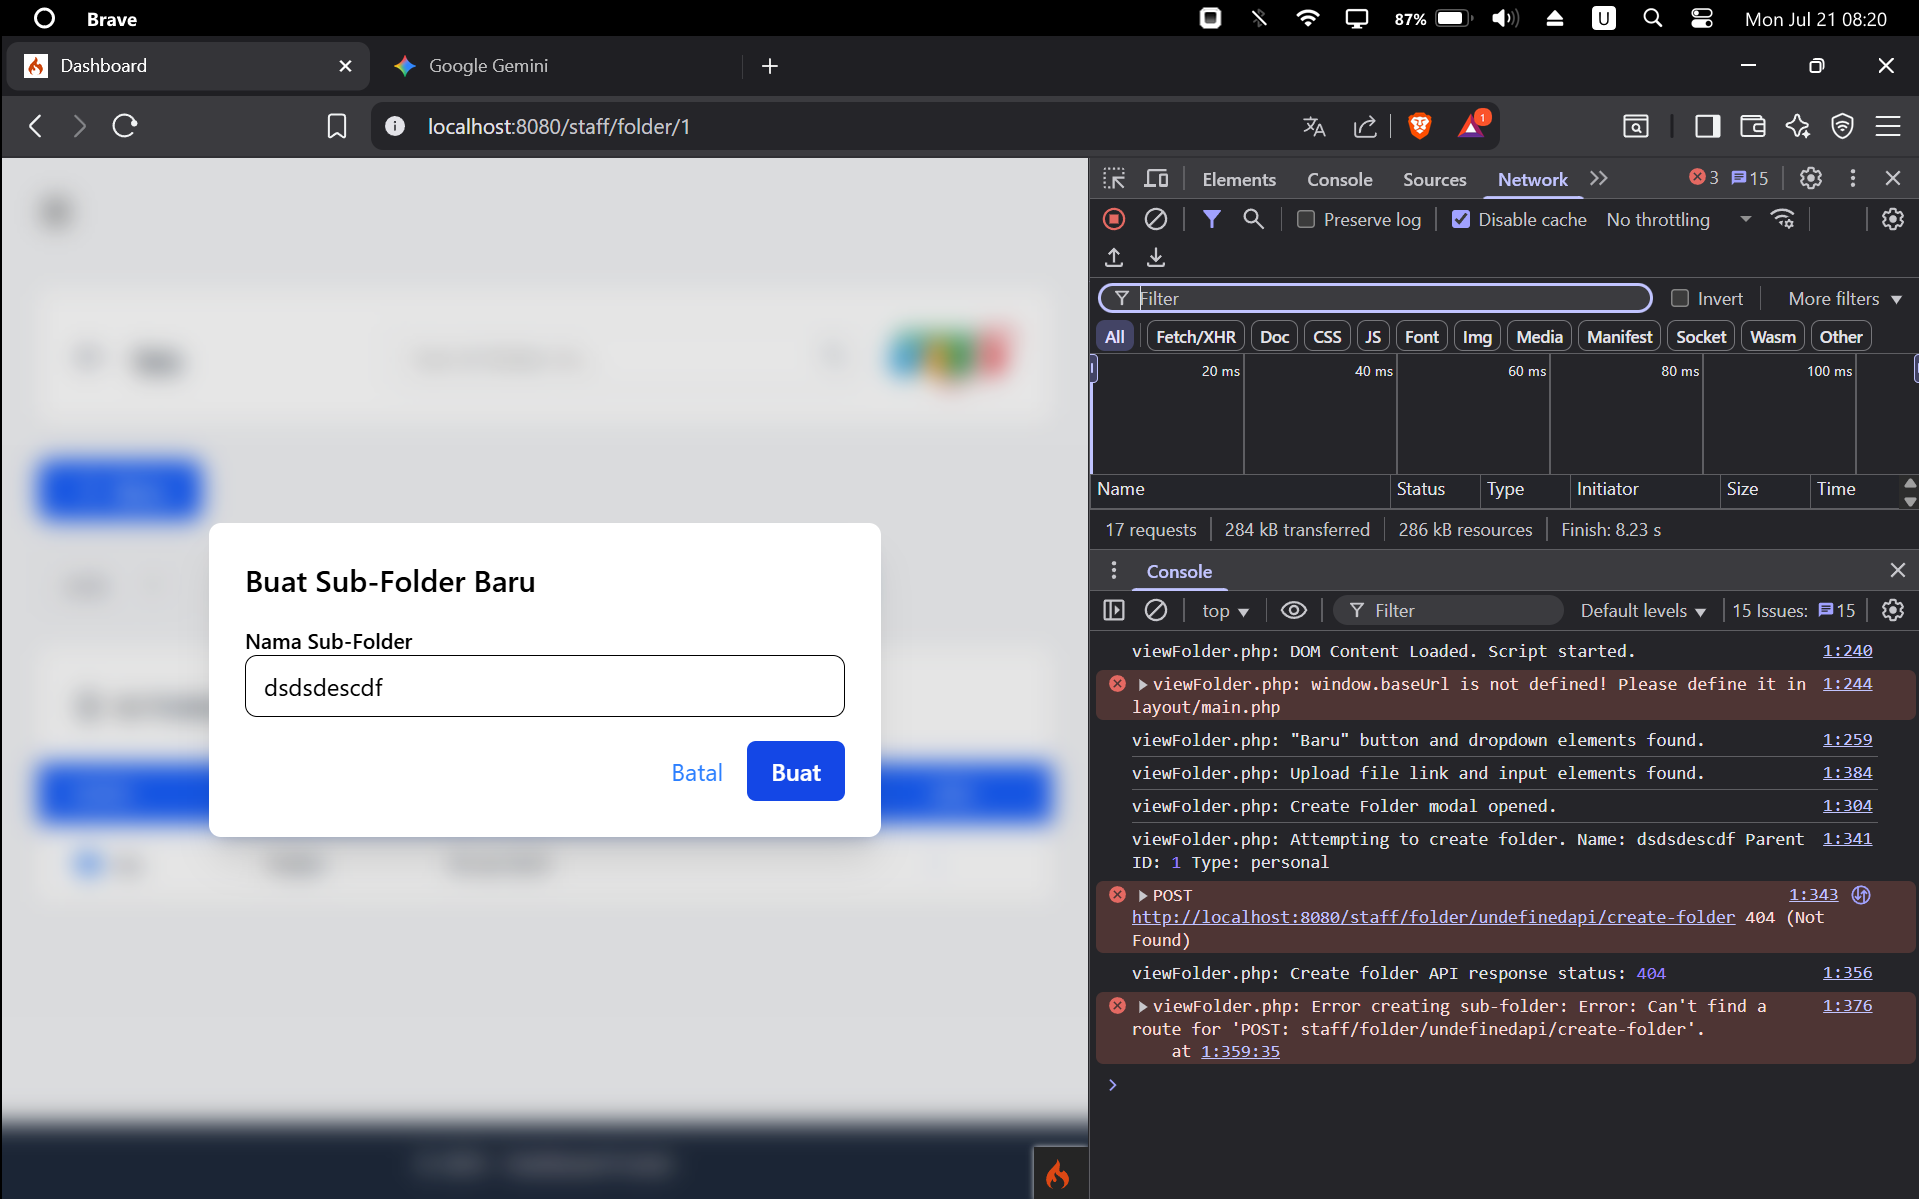 Brave
87%
U
Mon Jul 21 08:20
Dashboard
Google Gemini
localhost:8080/staff/folder/1
1
Buat Sub-Folder Baru
Nama Sub-Folder
dsdsdescdf
Batal
Buat
Elements Console Sources Network 3 15
Preserve log Disable cache No throttling
Filter Invert More filters
All Fetch/XHR Doc CSS JS Font Img Media Manifest Socket Wasm Other
20 ms 40 ms 60 ms 80 ms 100 ms
Name Status Type Initiator Size Time
17 requests 284 kB transferred 286 kB resources Finish: 8.23 s
Console
top Filter Default levels 15 Issues: 15
viewFolder.php: DOM Content Loaded. Script started. 1:240
viewFolder.php: window.baseUrl is not defined! Please define it in 1:244
layout/main.php
viewFolder.php: "Baru" button and dropdown elements found. 1:259
viewFolder.php: Upload file link and input elements found. 1:384
viewFolder.php: Create Folder modal opened. 1:304
viewFolder.php: Attempting to create folder. Name: dsdsdescdf Parent 1:341
ID: 1 Type: personal
POST 1:343
http://localhost:8080/staff/folder/undefinedapi/create-folder 404 (Not
Found)
viewFolder.php: Create folder API response status: 404 1:356
viewFolder.php: Error creating sub-folder: Error: Can't find a 1:376
route for 'POST: staff/folder/undefinedapi/create-folder'.
at 1:359:35